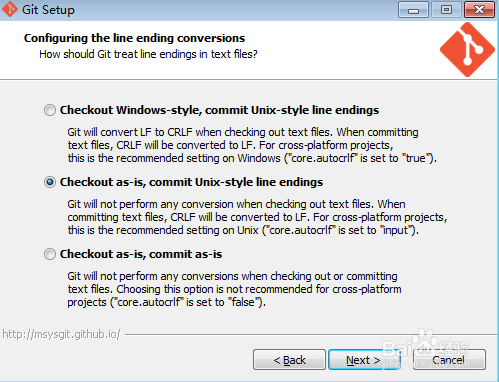 Git Setup
Configuring the line ending conversions
How should Git treat line endings in text files?
Checkout Windows-style, commit Unix-style line endings
Git will convert LF to CRLF when checking out text files. When committing
text files, CRLF will be converted to LF. For cross-platform projects,
this is the recommended setting on Windows ("core.autocrlf" is set to "true").
Checkout as-is, commit Unix-style line endings
Git will not perform any conversion when checking out text files. When
committing text files, CRLF will be converted to LF. For cross-platform projects,
this is the recommended setting on Unix ("core.autocrlf" is set to "input").
Checkout as-is, commit as-is
Git will not perform any conversions when checking out or committing
text files. Choosing this option is not recommended for cross-platform
projects ("core.autocrlf" is set to "false").
http://msysgit.github.io/
< Back
Next >
Cancel